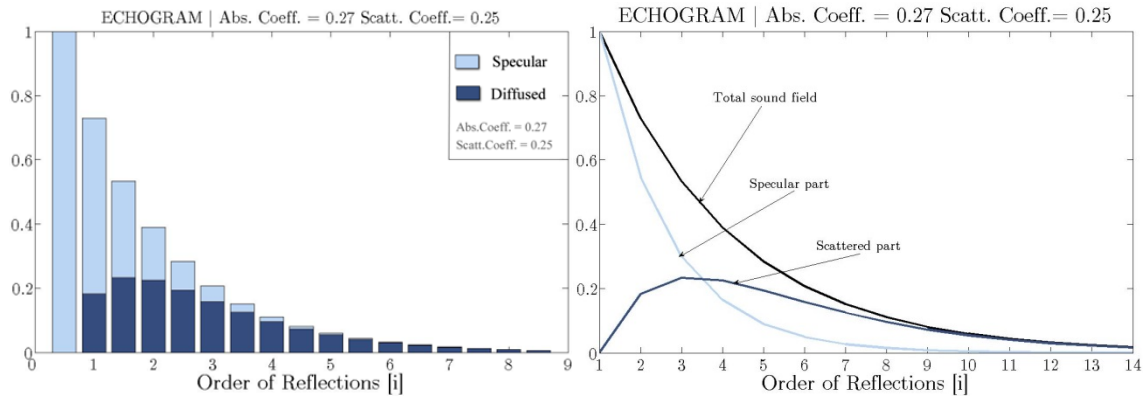 ECHOGRAM | Abs. Coeff. = 0.27 Scatt. Coeff.= 0.25
1
0.8
0.6
0.4
0.2
0
Specular
Diffused
Abs.Coeff. = 0.27
Scatt.Coeff. = 0.25
0 1 2 3 4 5 6 7 8 9
Order of Reflections [i]
ECHOGRAM | Abs. Coeff. = 0.27 Scatt. Coeff.= 0.25
1
0.8
0.6
0.4
0.2
0
Total sound field
Specular part
Scattered part
1 2 3 4 5 6 7 8 9 10 11 12 13 14
Order of Reflections [i]